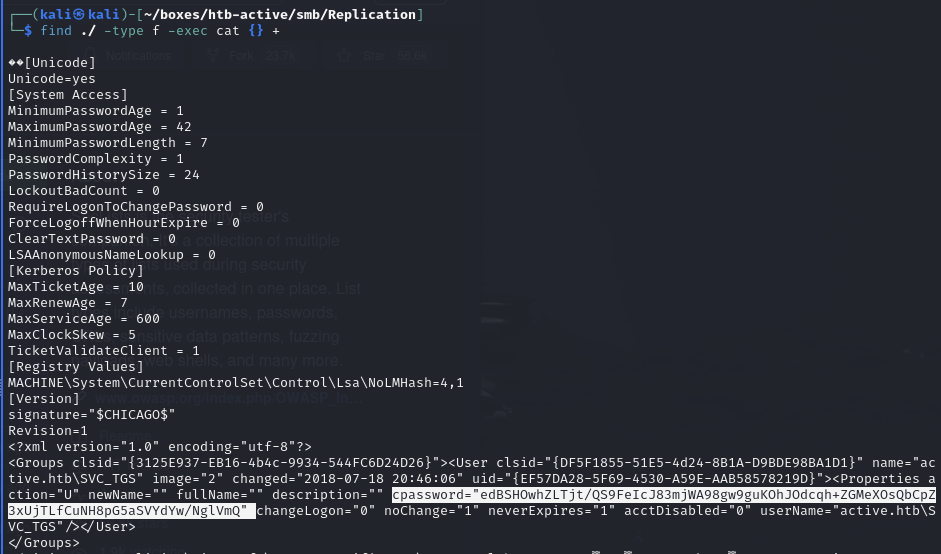 ┌──(kali㉿kali)-[~/boxes/htb-active/smb/Replication]
└─$ find ./ -type f -exec cat {} +
��[Unicode]
Unicode=yes
[System Access]
MinimumPasswordAge = 1
MaximumPasswordAge = 42
MinimumPasswordLength = 7
PasswordComplexity = 1
PasswordHistorySize = 24
LockoutBadCount = 0
RequireLogonToChangePassword = 0
ForceLogoffWhenHourExpire = 0
ClearTextPassword = 0
LSAAnonymousNameLookup = 0
[Kerberos Policy]
MaxTicketAge = 10
MaxRenewAge = 7
MaxServiceAge = 600
MaxClockSkew = 5
TicketValidateClient = 1
[Registry Values]
MACHINE\System\CurrentControlSet\Control\Lsa\NoLMHash=4,1
[Version]
signature="$CHICAGO$"
Revision=1
<?xml version="1.0" encoding="utf-8"?>
<Groups clsid="{3125E937-EB16-4b4c-9934-544FC6D24D26}"><User clsid="{DF5F1855-51E5-4d24-8B1A-D9BDE98BA1D1}" name="ac
tive.htb\SVC_TGS" image="2" changed="2018-07-18 20:46:06" uid="{EF57DA28-5F69-4530-A59E-AAB58578219D}"><Properties a
ction="U" newName="" fullName="" description="" cpassword="edBSHOwhZLTjt/QS9FeIcJ83mjWA98gw9guKOhJOdcqh+ZGMeXOsQbCpZ
3xUjTLfCuNH8pG5aSVYdYw/NglVmQ" changeLogon="0" noChange="1" neverExpires="1" acctDisabled="0" userName="active.htb\S
VC_TGS"/></User>
</Groups>